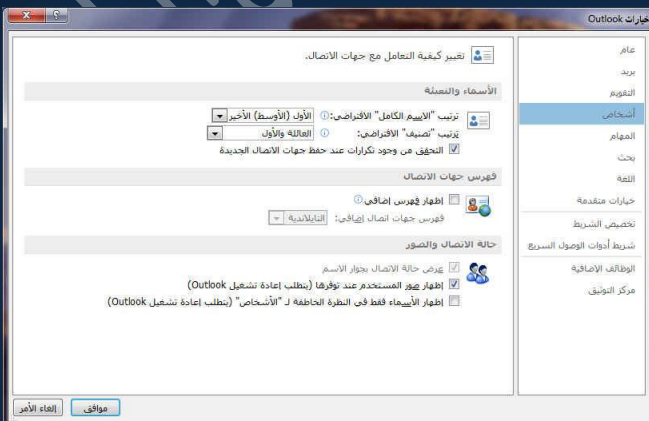 خيارات Outlook
عام
بريد
التقويم
أشخاص
المهام
بحث
اللغة
خيارات متقدمة
تخصيص الشريط
شريط أدوات الوصول السريع
الوظائف الإضافية
مركز التوثيق
تغيير كيفية التعامل مع جهات الاتصال.
الأسماء والتعبئة
ترتيب "الاسم الكامل" الافتراضي: الأول (الأوسط) الأخير
ترتيب "تصنيف" الافتراضي: العائلة والأول
التحقق من وجود تكرارات عند حفظ جهات الاتصال الجديدة
فهرس جهات الاتصال
إظهار فهرس إضافي
فهرس جهات اتصال إضافي: التايلاندية
حالة الاتصال والصور
عرض حالة الاتصال بجوار الاسم
إظهار صور المستخدم عند توفرها (يتطلب إعادة تشغيل Outlook)
إظهار الأسماء فقط في النظرة الخاطفة لـ "الأشخاص" (يتطلب إعادة تشغيل Outlook)
موافق
إلغاء الأمر